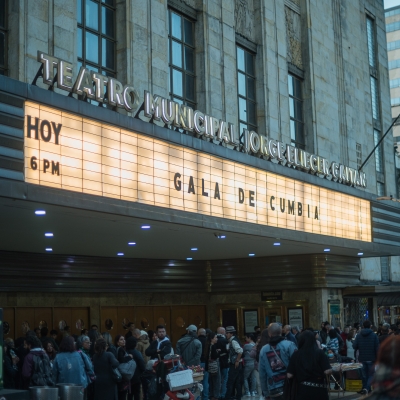 TEATRO MUNICIPAL JORGE ELIECER GAITAN
HOY
6 PM
GALA DE CUMBIA